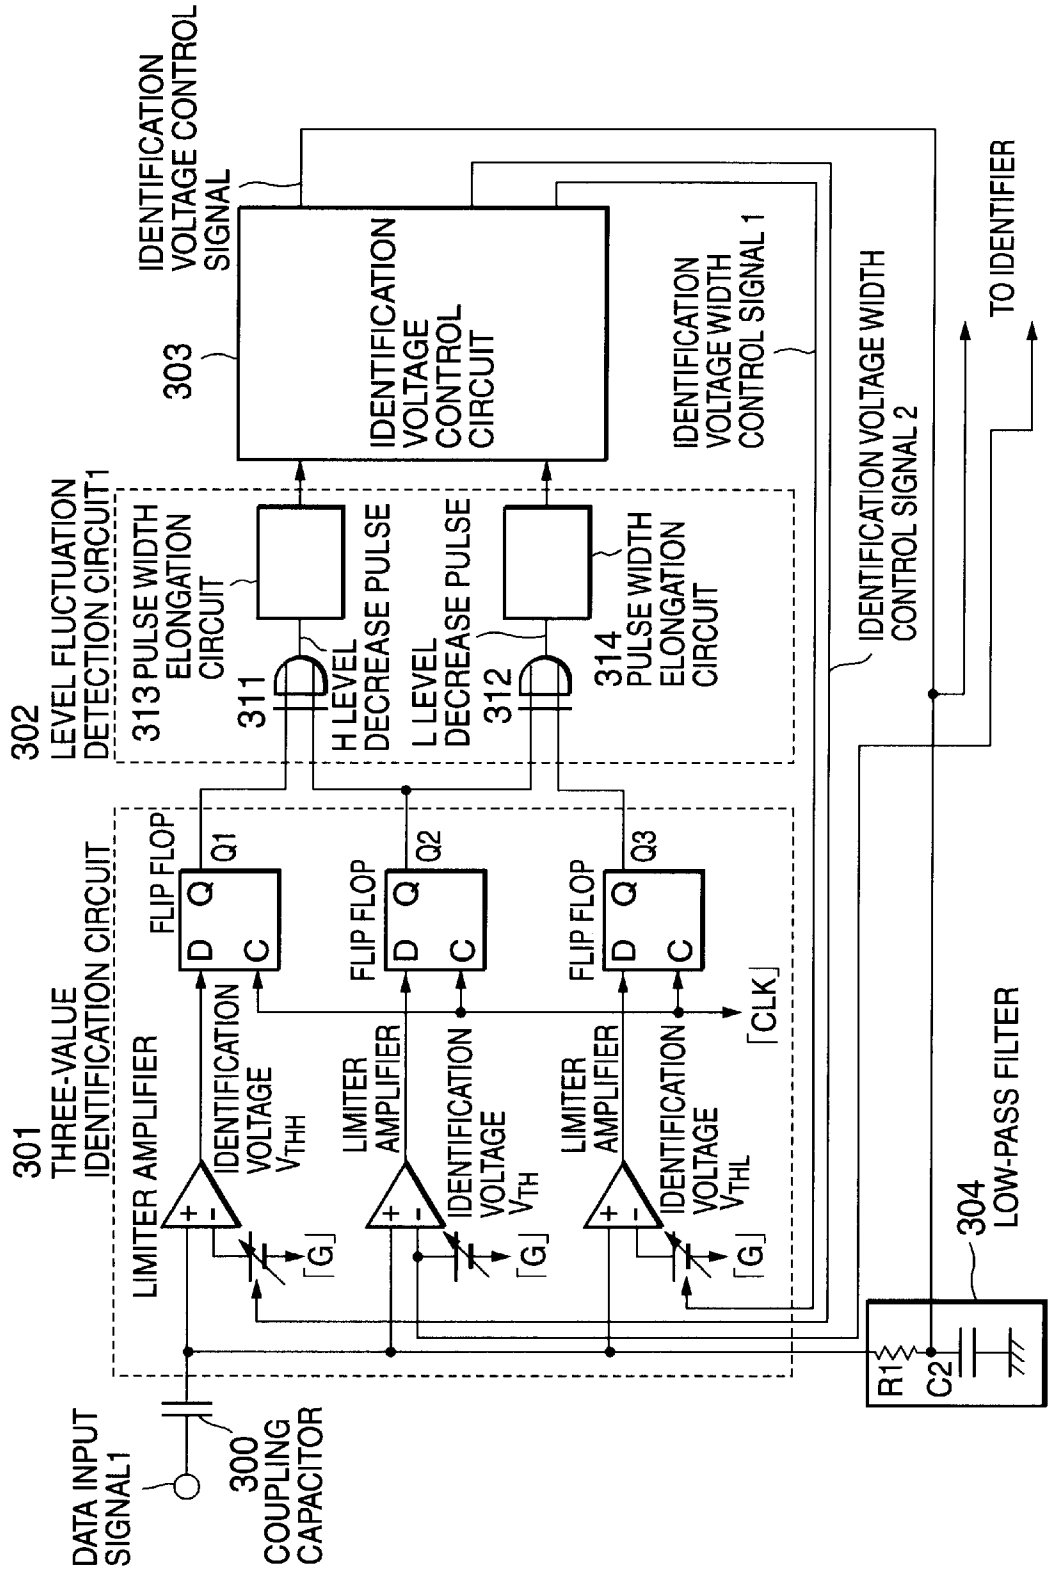 DATA INPUT
SIGNAL1
300
COUPLING
CAPACITOR
301
THREE-VALUE
IDENTIFICATION CIRCUIT
LIMITER AMPLIFIER
+
−
「G」
IDENTIFICATION
VOLTAGE
VTHH
FLIP FLOP
D Q
C
Q1
LIMITER
AMPLIFIER
+
−
「G」
IDENTIFICATION
VOLTAGE
VTH
FLIP FLOP
D Q
C
Q2
LIMITER
AMPLIFIER
+
−
「G」
IDENTIFICATION
VOLTAGE
VTHL
FLIP FLOP
D Q
C
Q3
「CLK」
302
LEVEL FLUCTUATION
DETECTION CIRCUIT1
313 PULSE WIDTH
ELONGATION
CIRCUIT
311
H LEVEL
DECREASE PULSE
L LEVEL
DECREASE PULSE
312
314
PULSE WIDTH
ELONGATION
CIRCUIT
303
IDENTIFICATION
VOLTAGE
CONTROL
CIRCUIT
IDENTIFICATION
VOLTAGE CONTROL
SIGNAL
IDENTIFICATION
VOLTAGE WIDTH
CONTROL SIGNAL 1
IDENTIFICATION VOLTAGE WIDTH
CONTROL SIGNAL 2
TO IDENTIFIER
R1
C2
304
LOW-PASS FILTER